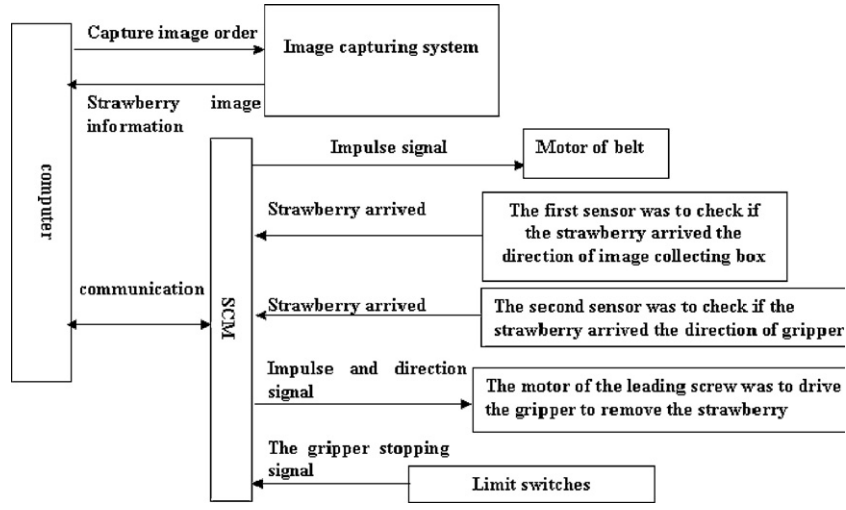 Capture image order
Image capturing system
Strawberry image
information
computer
Impulse signal
Motor of belt
Strawberry arrived
The first sensor was to check if
the strawberry arrived the
direction of image collecting box
communication
SCM
Strawberry arrived
The second sensor was to check if the
strawberry arrived the direction of gripper
Impulse and direction
signal
The motor of the leading screw was to drive
the gripper to remove the strawberry
The gripper stopping
signal
Limit switches